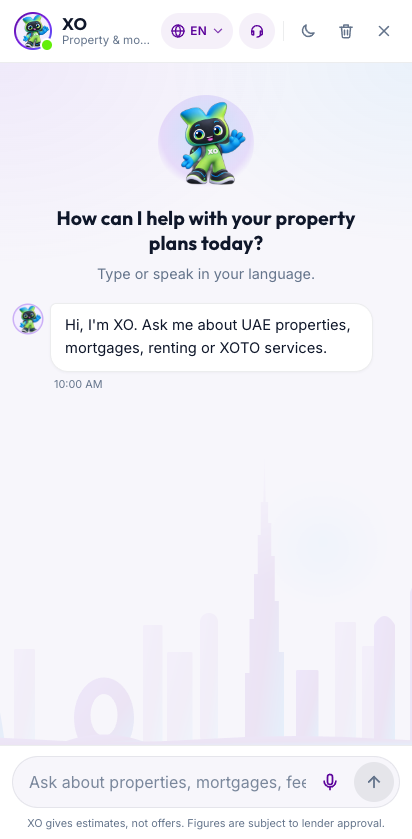 XO
Property & mo...
EN
How can I help with your property
plans today?
Type or speak in your language.
Hi, I'm XO. Ask me about UAE properties,
mortgages, renting or XOTO services.
10:00 AM
Ask about properties, mortgages, fee
XO gives estimates, not offers. Figures are subject to lender approval.